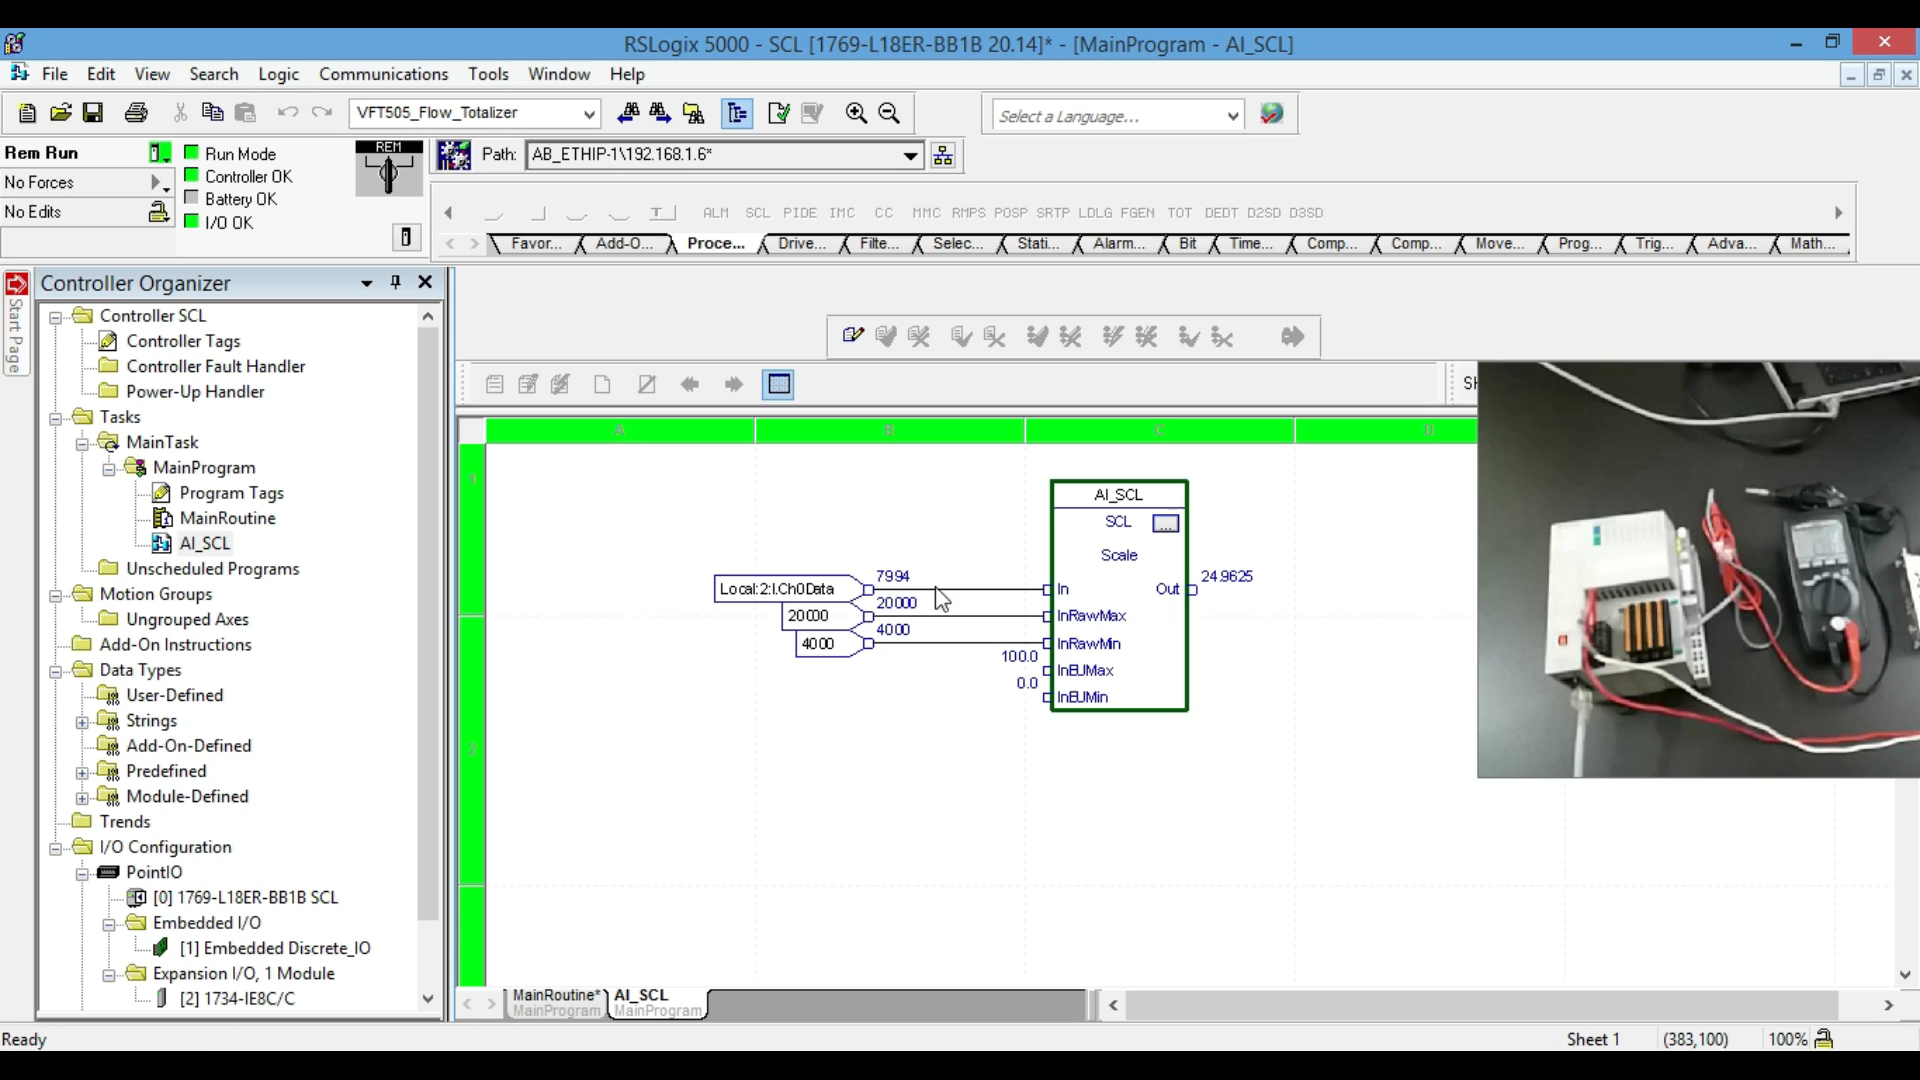 RSLogix 5000 - SCL [1769-L18ER-BB1B 20.14]* - [MainProgram - AI_SCL]
File Edit View Search Logic Communications Tools Window Help
VFT505_Flow_Totalizer
Select a Language...
Rem Run
No Forces
No Edits
Run Mode
Controller OK
Battery OK
I/O OK
REM
Path: AB_ETHIP-1\192.168.1.6*
ALM SCL PIDE IMC CC MMC RMPS POSP SRTP LDLG FGEN TOT DEDT D2SD D3SD
Favor... Add-O... Proce... Drive... Filte... Selec... Stati... Alarm... Bit Time... Comp... Comp... Move... Prog... Trig... Adva... Math...
Start Page
Controller Organizer
Controller SCL
Controller Tags
Controller Fault Handler
Power-Up Handler
Tasks
MainTask
MainProgram
Program Tags
MainRoutine
AI_SCL
Unscheduled Programs
Motion Groups
Ungrouped Axes
Add-On Instructions
Data Types
User-Defined
Strings
Add-On-Defined
Predefined
Module-Defined
Trends
I/O Configuration
PointIO
[0] 1769-L18ER-BB1B SCL
Embedded I/O
[1] Embedded Discrete_IO
Expansion I/O, 1 Module
[2] 1734-IE8C/C
A B C D
1
2
AI_SCL
SCL ...
Scale
Local:2:I.Ch0Data 7994 In Out 24.9625
20000 20000 InRawMax
4000 4000 InRawMin
100.0 InEUMax
0.0 InEUMin
MainRoutine* AI_SCL
MainProgram MainProgram
Ready
Sheet 1 (383,100) 100%